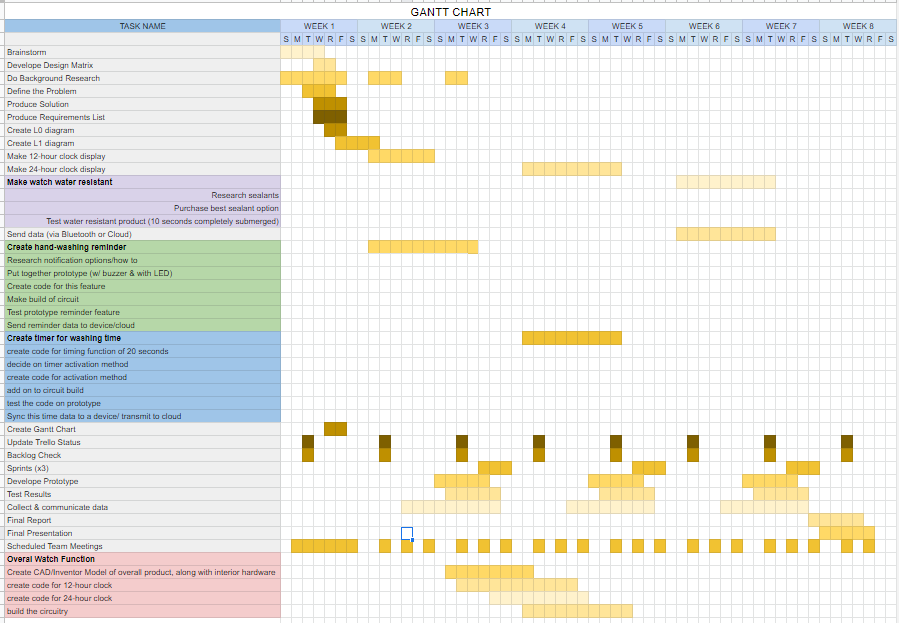 GANTT CHART
TASK NAME WEEK 1 WEEK 2 WEEK 3 WEEK 4 WEEK 5 WEEK 6 WEEK 7 WEEK 8
S M T W R F S S M T W R F S S M T W R F S S M T W R F S S M T W R F S S M T W R F S S M T W R F S S M T W R F S
Brainstorm
Develope Design Matrix
Do Background Research
Define the Problem
Produce Solution
Produce Requirements List
Create L0 diagram
Create L1 diagram
Make 12-hour clock display
Make 24-hour clock display
Make watch water resistant
Research sealants
Purchase best sealant option
Test water resistant product (10 seconds completely submerged)
Send data (via Bluetooth or Cloud)
Create hand-washing reminder
Research notification options/how to
Put together prototype (w/ buzzer & with LED)
Create code for this feature
Make build of circuit
Test prototype reminder feature
Send reminder data to device/cloud
Create timer for washing time
create code for timing function of 20 seconds
decide on timer activation method
create code for activation method
add on to circuit build
test the code on prototype
Sync this time data to a device/ transmit to cloud
Create Gantt Chart
Update Trello Status
Backlog Check
Sprints (x3)
Develope Prototype
Test Results
Collect & communicate data
Final Report
Final Presentation
Scheduled Team Meetings
Overal Watch Function
Create CAD/Inventor Model of overall product, along with interior hardware
create code for 12-hour clock
create code for 24-hour clock
build the circuitry